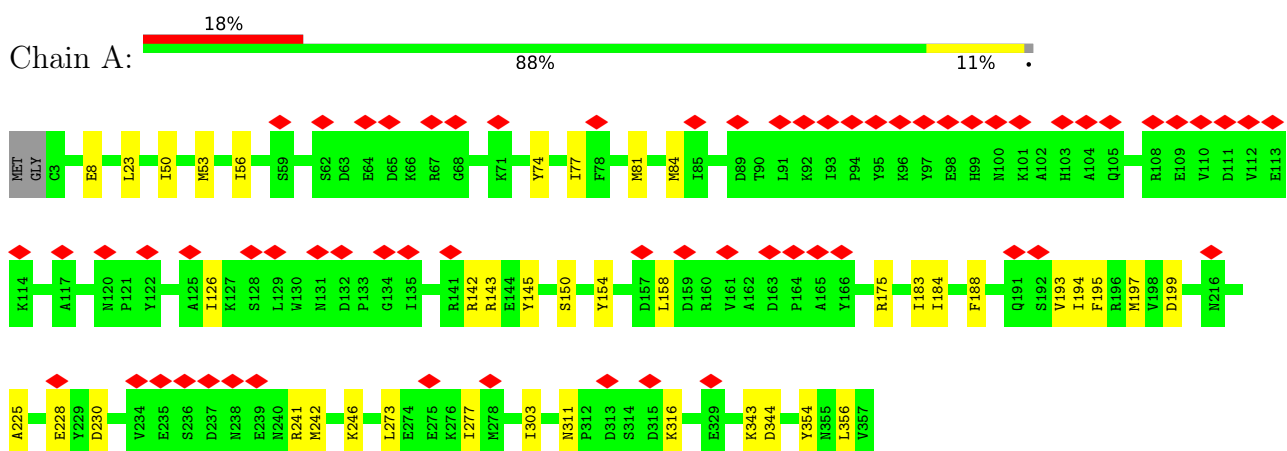 18%
Chain A:
88% 11% •
MET GLY C3 E8 L23 I50 M53 I56 S59 S62 D63 E64 D65 K66 R67 G68 K71 Y74 I77 F78 M81 M84 I85 D89 T90 L91 K92 I93 P94 Y95 K96 Y97 E98 H99 N100 K101 A102 H103 A104 Q105 R108 E109 V110 D111 V112 E113
K114 A117 N120 P121 Y122 A125 I126 K127 S128 L129 W130 N131 D132 P133 G134 I135 R141 R142 R143 E144 Y145 S150 Y154 D157 L158 D159 R160 V161 A162 D163 P164 A165 Y166 R175 I183 I184 F188 Q191 S192 V193 I194 F195 R196 M197 V198 D199 N216
A225 E228 Y229 D230 V234 E235 S236 D237 N238 E239 N240 R241 M242 K246 L273 E274 E275 K276 I277 M278 I303 N311 P312 D313 S314 D315 K316 E329 K343 D344 Y354 N355 L356 V357